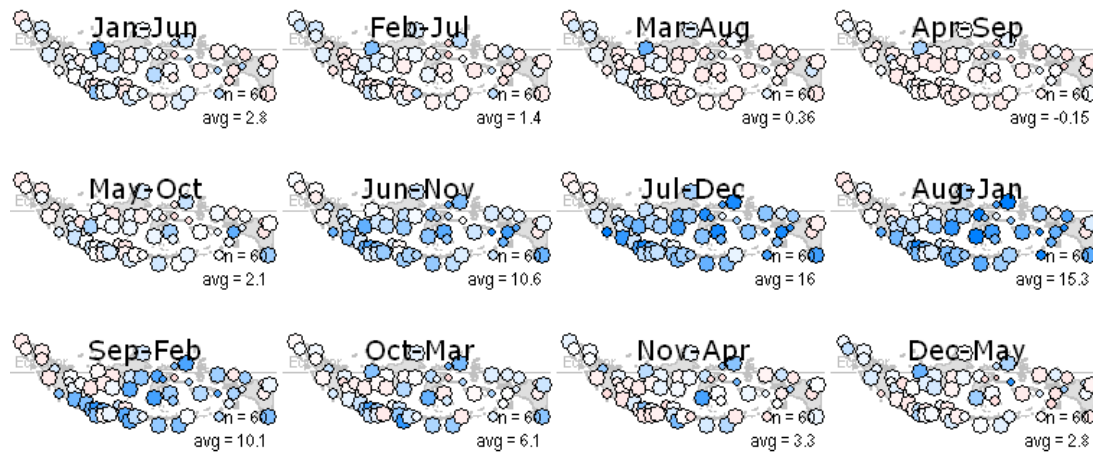 Jan-Jun Feb-Jul Mar-Aug Apr-Sep
n = 60 n = 60 n = 60 n = 60
avg = 2.8 avg = 1.4 avg = 0.36 avg = -0.15
May-Oct Jun-Nov Jul-Dec Aug-Jan
n = 60 n = 60 n = 60 n = 60
avg = 2.1 avg = 10.6 avg = 16 avg = 15.3
Sep-Feb Oct-Mar Nov-Apr Dec-May
n = 60 n = 60 n = 60 n = 60
avg = 10.1 avg = 6.1 avg = 3.3 avg = 2.8